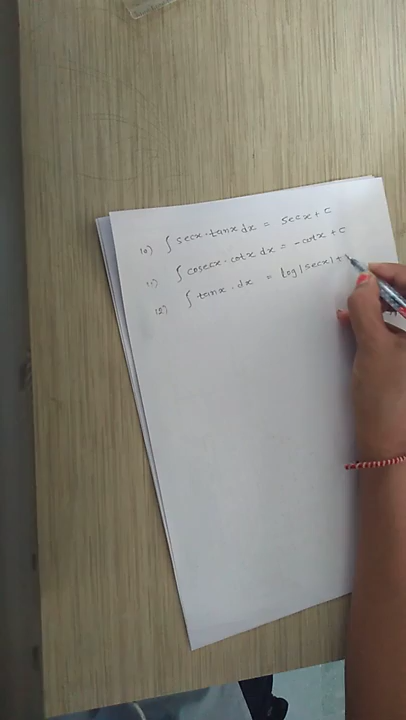 10) ∫ secx·tanx dx = secx + c
11) ∫ cosecx·cotx dx = -cotx + c
12) ∫ tanx·dx = log|secx| +